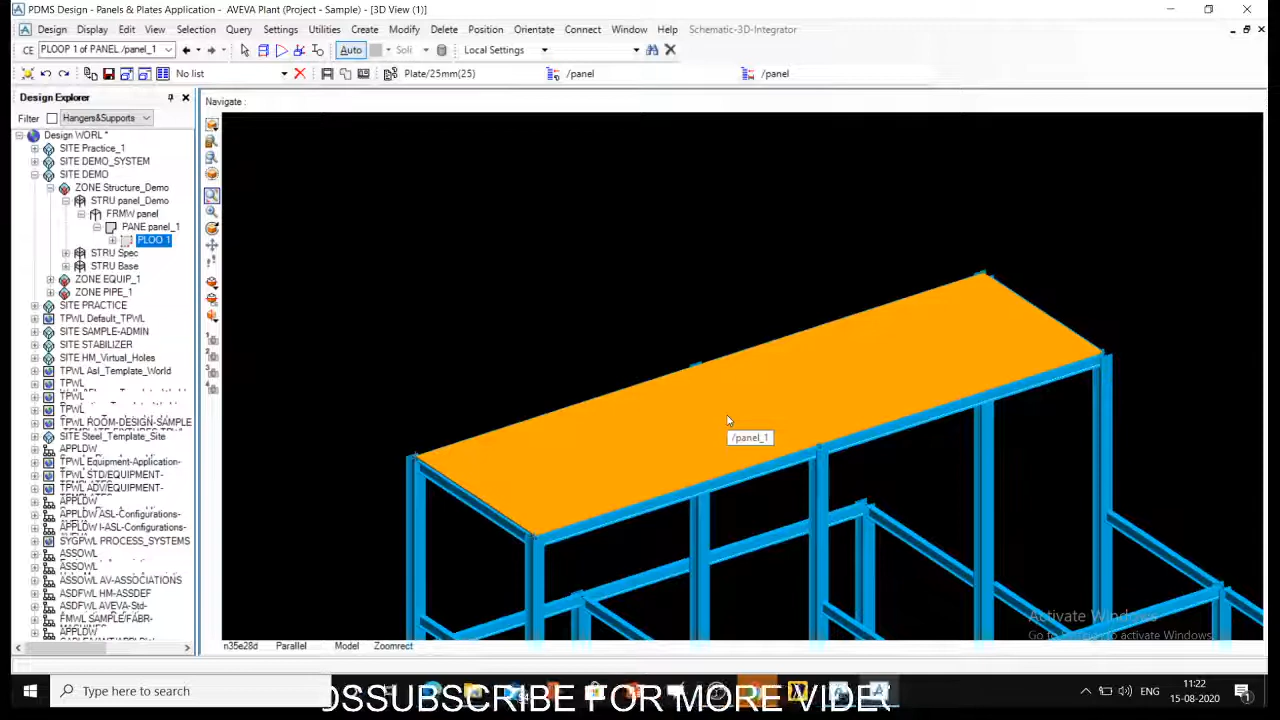 PDMS Design - Panels & Plates Application - AVEVA Plant (Project - Sample) - [3D View (1)]
Design Display Edit View Selection Query Settings Utilities Create Modify Delete Position Orientation Connect Window Help Schematic-3D-Integrator
CE PLOOP 1 of PANEL /panel_1 Auto Soli Local Settings
No list Plate/25mm(25) /panel /panel
Design Explorer
Navigate :
Filter Hangers&Supports
Design WORL *
SITE Practice_1
SITE DEMO_SYSTEM
SITE DEMO
ZONE Structure_Demo
STRU panel_Demo
FRMW panel
PANE panel_1
PLOO 1
STRU Spec
STRU Base
ZONE EQUIP_1
ZONE PIPE_1
SITE PRACTICE
TPWL Default_TPWL
SITE SAMPLE-ADMIN
SITE STABILIZER
SITE HM_Virtual_Holes
TPWL Asl_Template_World
TPWL
TPWL
TPWL
TPWL ROOM-DESIGN-SAMPLE
SITE Steel_Template_Site
APPLDW
TPWL Equipment-Application-
TPWL STD/EQUIPMENT-
TPWL ADV/EQUIPMENT-
APPLDW
APPLDW ASL-Configurations-
APPLDW I-ASL-Configurations-
SYGPWL PROCESS_SYSTEMS
ASSOWL
ASSOWL
ASSOWL AV-ASSOCIATIONS
ASDFWL HM-ASSDEF
ASDFWL AVEVA-Std-
FMWL SAMPLE/FABR-
APPLDW
/panel_1
Activate Windows
n35e28d Parallel Model Zoomrect
Type here to search
OSSUBSCRIBE FOR MORE VIDE
ENG
11:22
15-08-2020
1